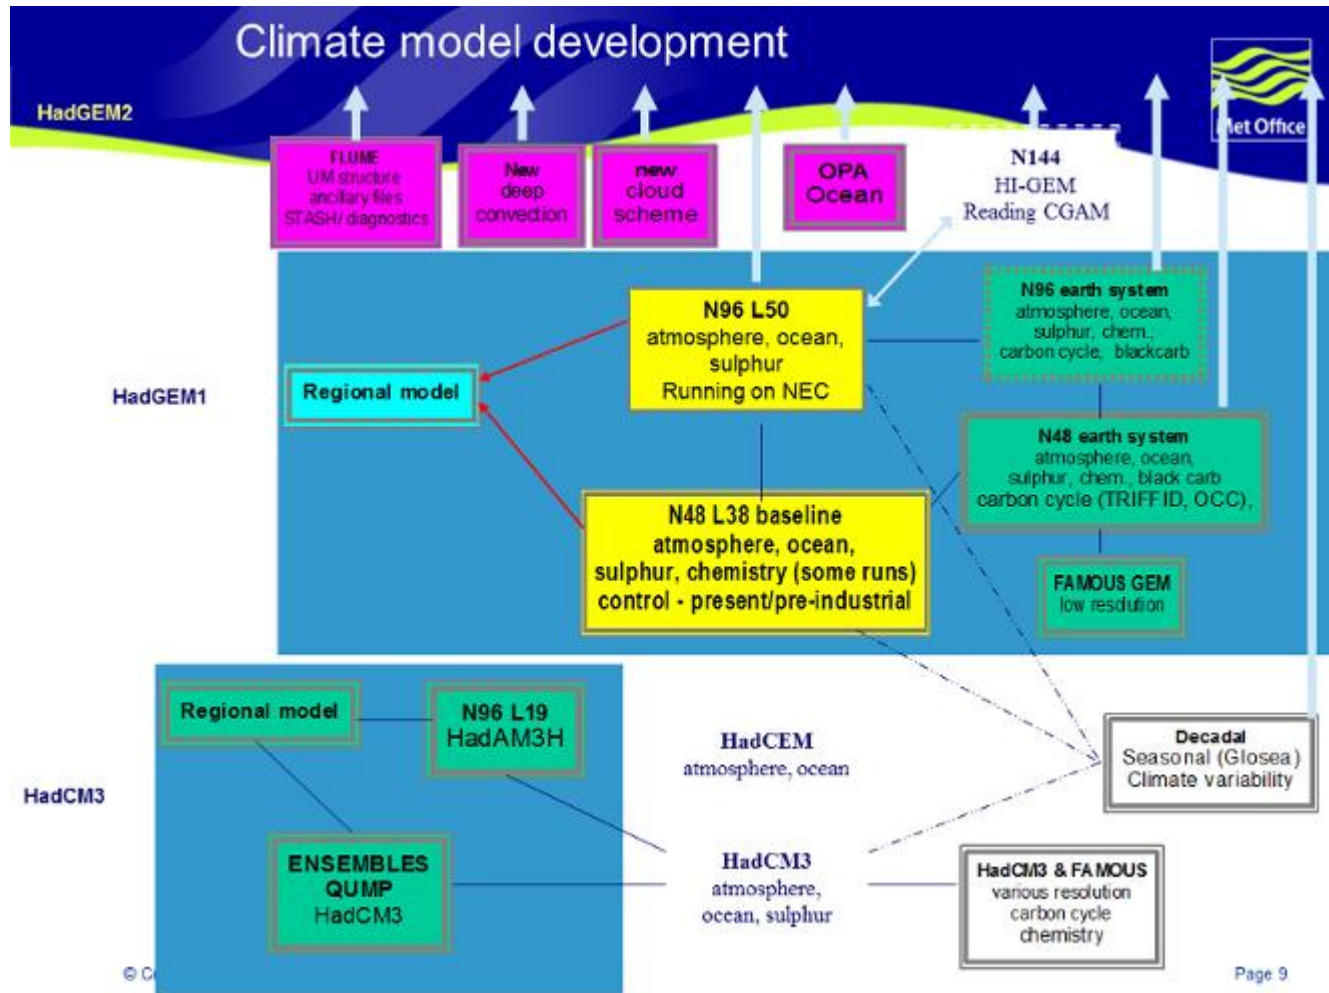 Climate model development
HadGEM2
Met Office
FLUME
UM structure
ancillary files
STASH/ diagnostics
New
deep
convection
new
cloud
scheme
OPA
Ocean
N144
HI-GEM
Reading CGAM
HadGEM1
Regional model
N96 L50
atmosphere, ocean,
sulphur
Running on NEC
N96 earth system
atmosphere, ocean,
sulphur, chem.,
carbon cycle, blackcarb
N48 earth system
atmosphere, ocean,
sulphur, chem., black carb
carbon cycle (TRIFFID, OCC),
N48 L38 baseline
atmosphere, ocean,
sulphur, chemistry (some runs)
control - present/pre-industrial
FAMOUS GEM
low resolution
HadCM3
Regional model
N96 L19
HadAM3H
HadCEM
atmosphere, ocean
Decadal
Seasonal (Glosea)
Climate variability
ENSEMBLES
QUMP
HadCM3
HadCM3
atmosphere,
ocean, sulphur
HadCM3 & FAMOUS
various resolution
carbon cycle
chemistry
©
Page 9